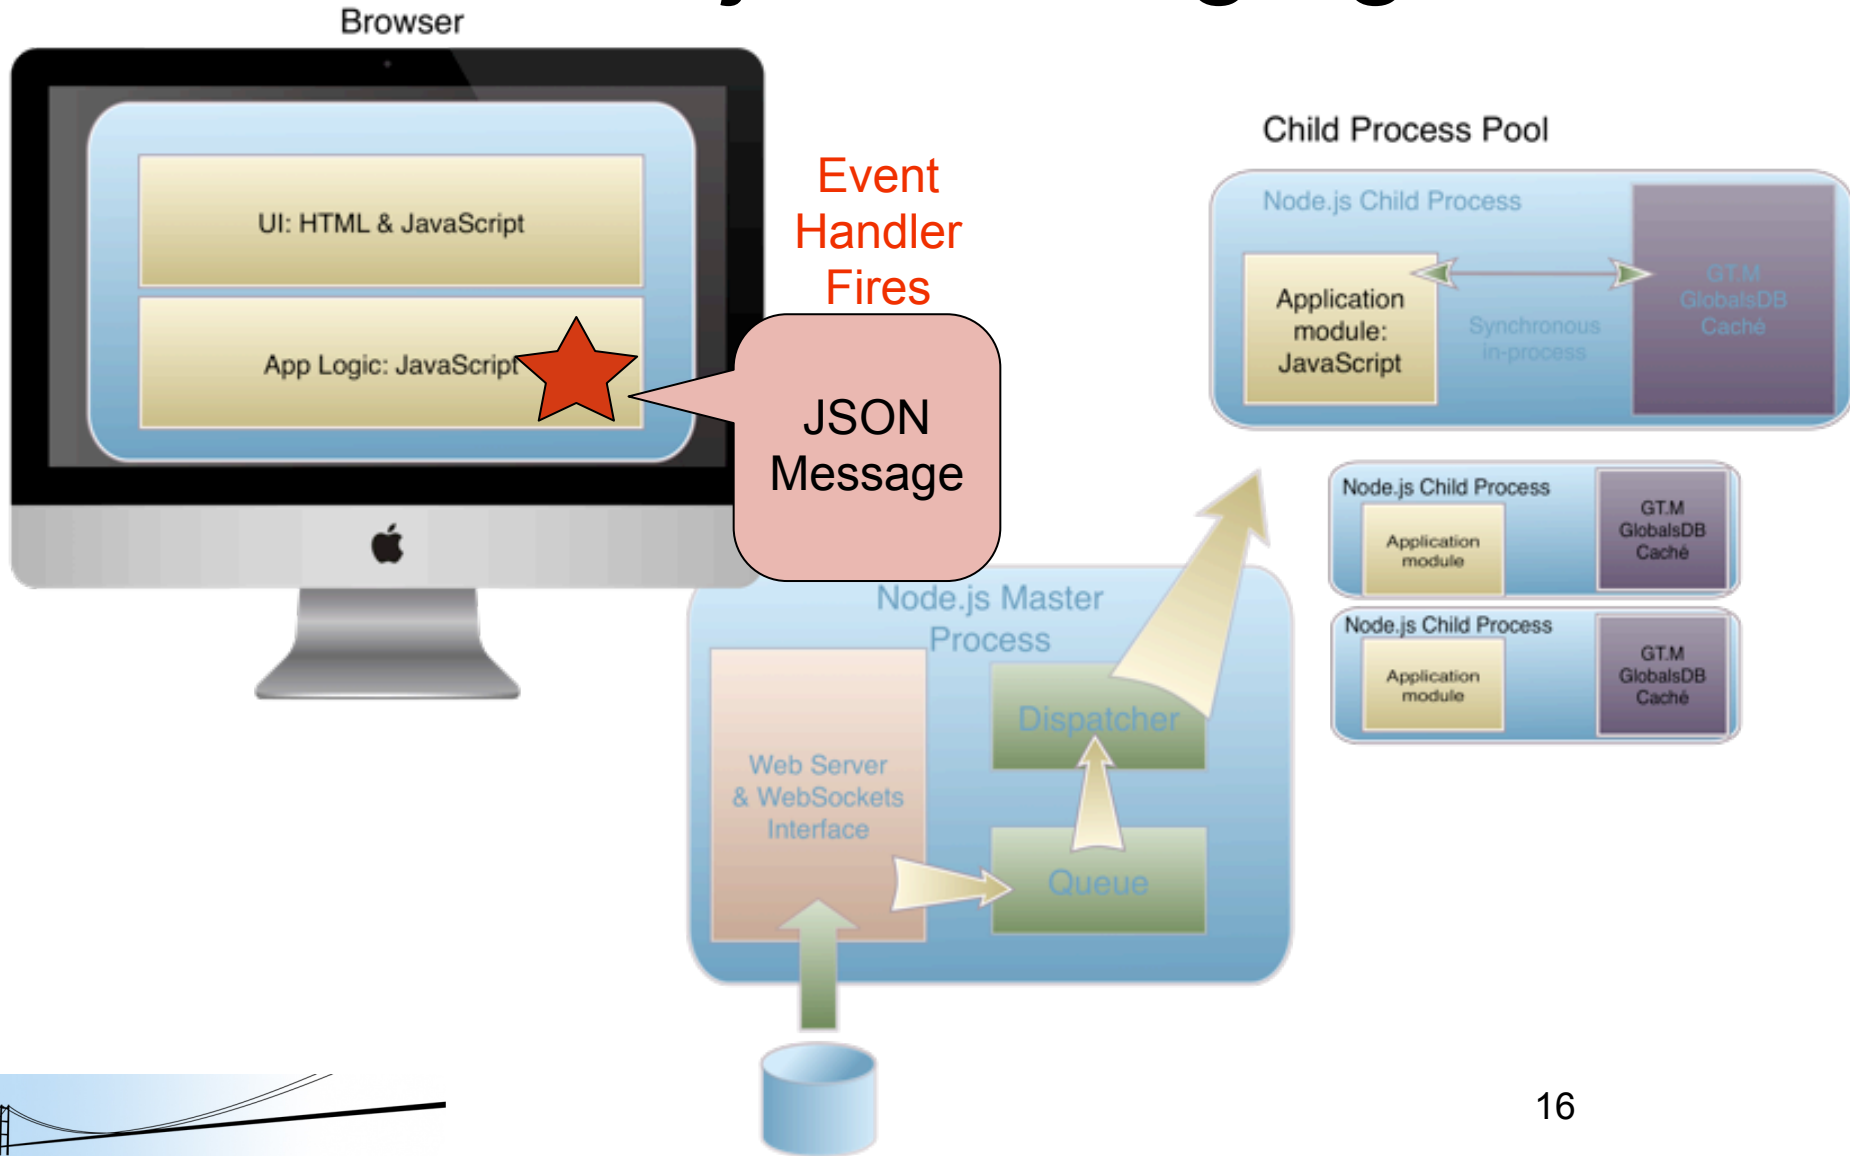 Browser
UI: HTML & JavaScript
App Logic: JavaScript
Event
Handler
Fires
JSON
Message
Child Process Pool
Node.js Child Process
Application
module:
JavaScript
Synchronous
in-process
GT.M
GlobalsDB
Caché
Node.js Child Process
Application
module
GT.M
GlobalsDB
Caché
Node.js Child Process
Application
module
GT.M
GlobalsDB
Caché
Node.js Master
Process
Web Server
& WebSockets
Interface
Dispatcher
Queue
16